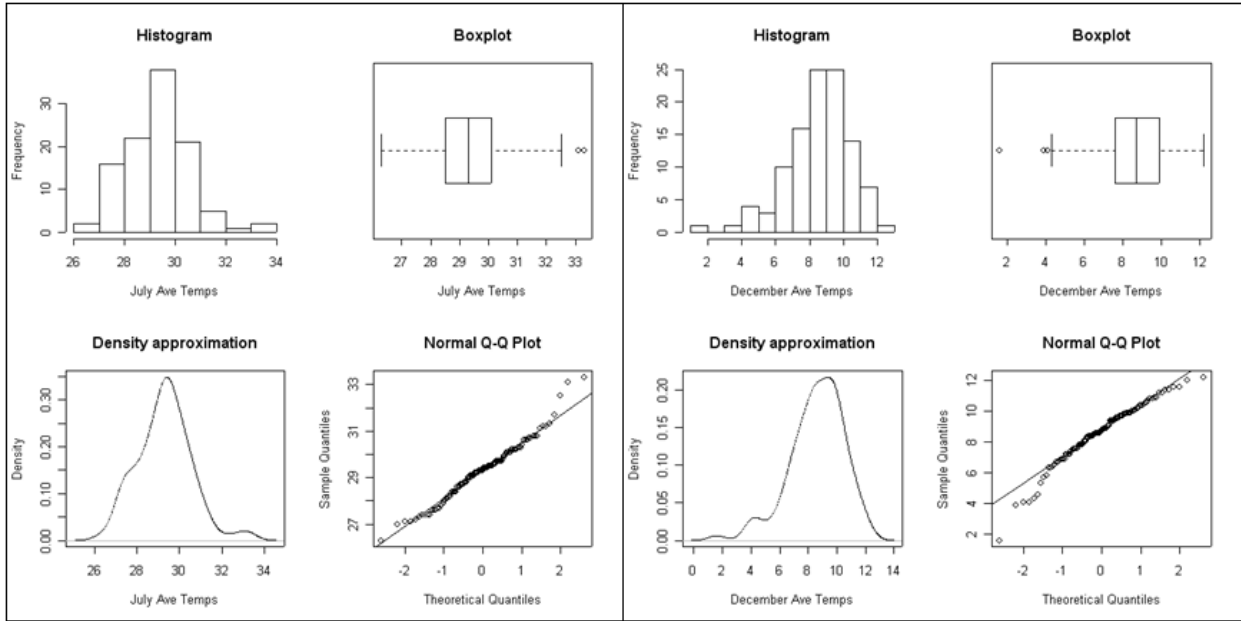 Histogram
Frequency
0 10 20 30
26 28 30 32 34
July Ave Temps
Boxplot
27 29 30 31 32 33
July Ave Temps
Density approximation
Density
0.00 0.10 0.20 0.30
26 28 30 32 34
July Ave Temps
Normal Q-Q Plot
Sample Quantiles
27 29 31 33
-2 -1 0 1 2
Theoretical Quantiles
Histogram
Frequency
0 5 10 15 20 25
2 4 6 8 10 12
December Ave Temps
Boxplot
2 4 6 8 10 12
December Ave Temps
Density approximation
Density
0.00 0.05 0.10 0.15 0.20
0 2 4 6 8 10 12 14
December Ave Temps
Normal Q-Q Plot
Sample Quantiles
2 4 6 8 10 12
-2 -1 0 1 2
Theoretical Quantiles